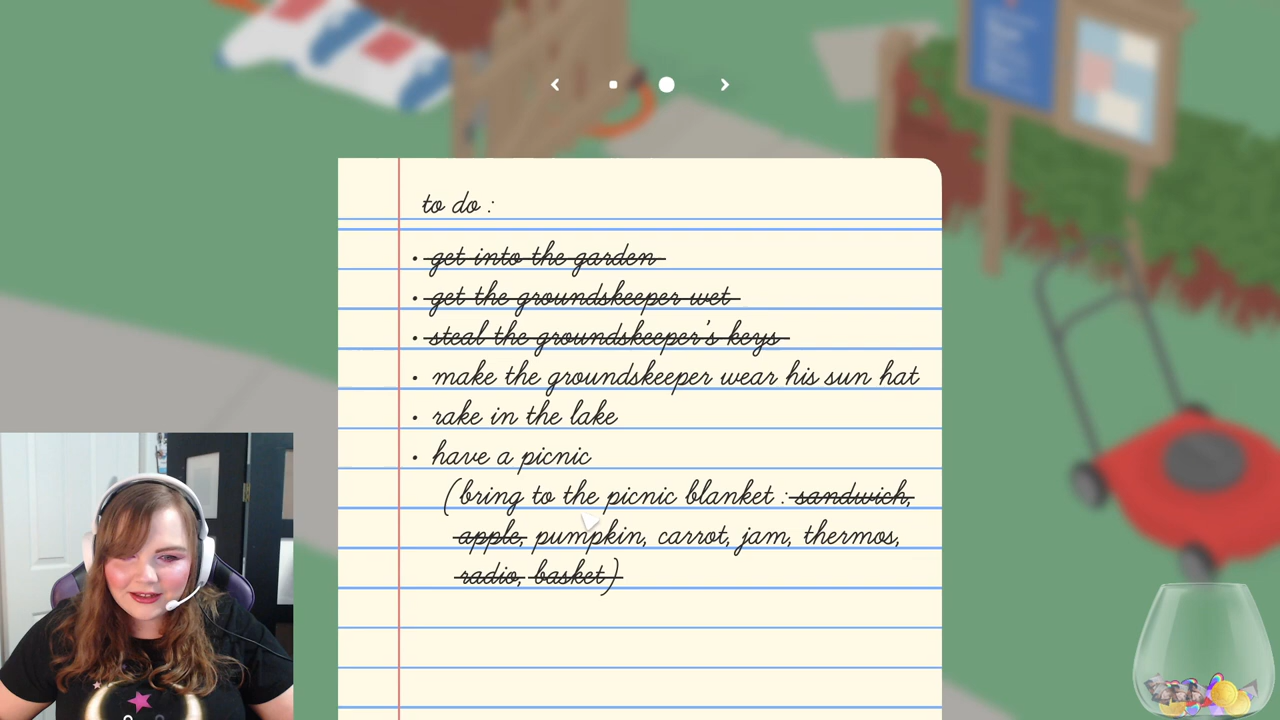 to do :
• get into the garden
• get the groundskeeper wet
• steal the groundskeeper's keys
• make the groundskeeper wear his sun hat
• rake in the lake
• have a picnic
(bring to the picnic blanket : sandwich,
apple, pumpkin, carrot, jam, thermos,
radio, basket)